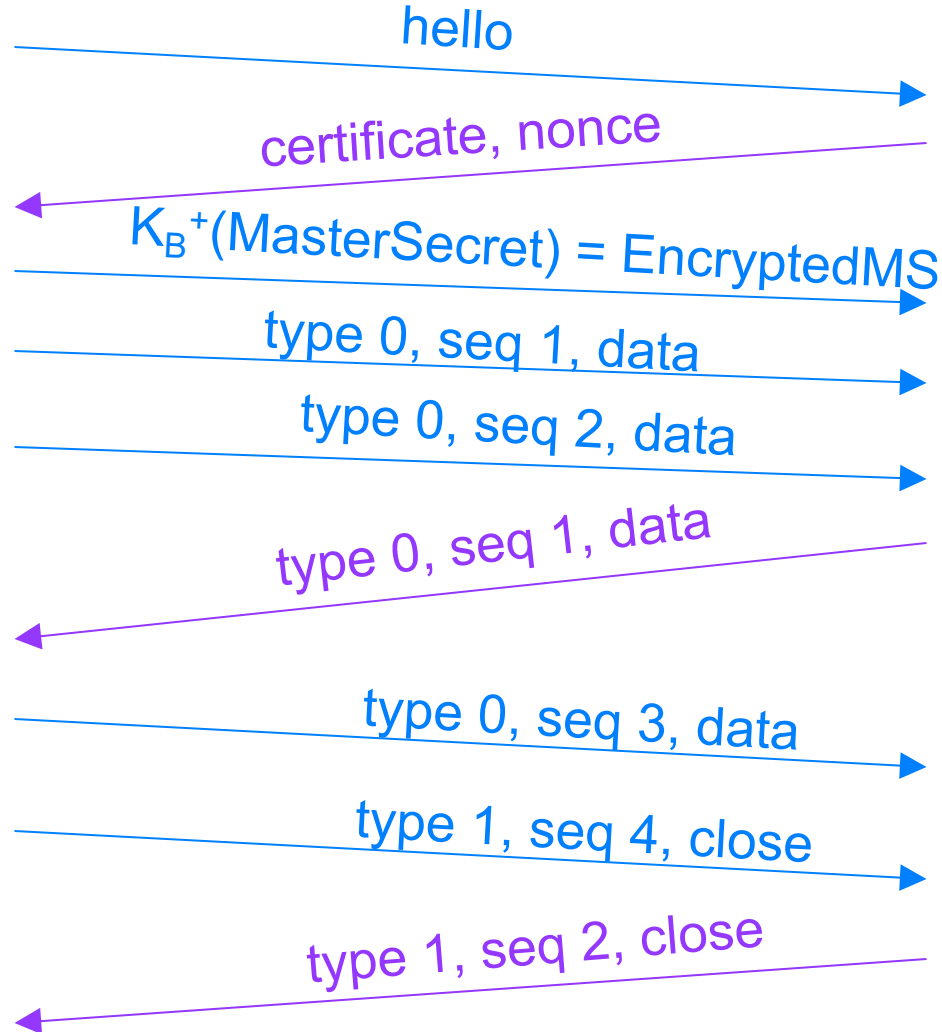 hello
certificate, nonce
K_B⁺(MasterSecret) = EncryptedMS
type 0, seq 1, data
type 0, seq 2, data
type 0, seq 1, data
type 0, seq 3, data
type 1, seq 4, close
type 1, seq 2, close